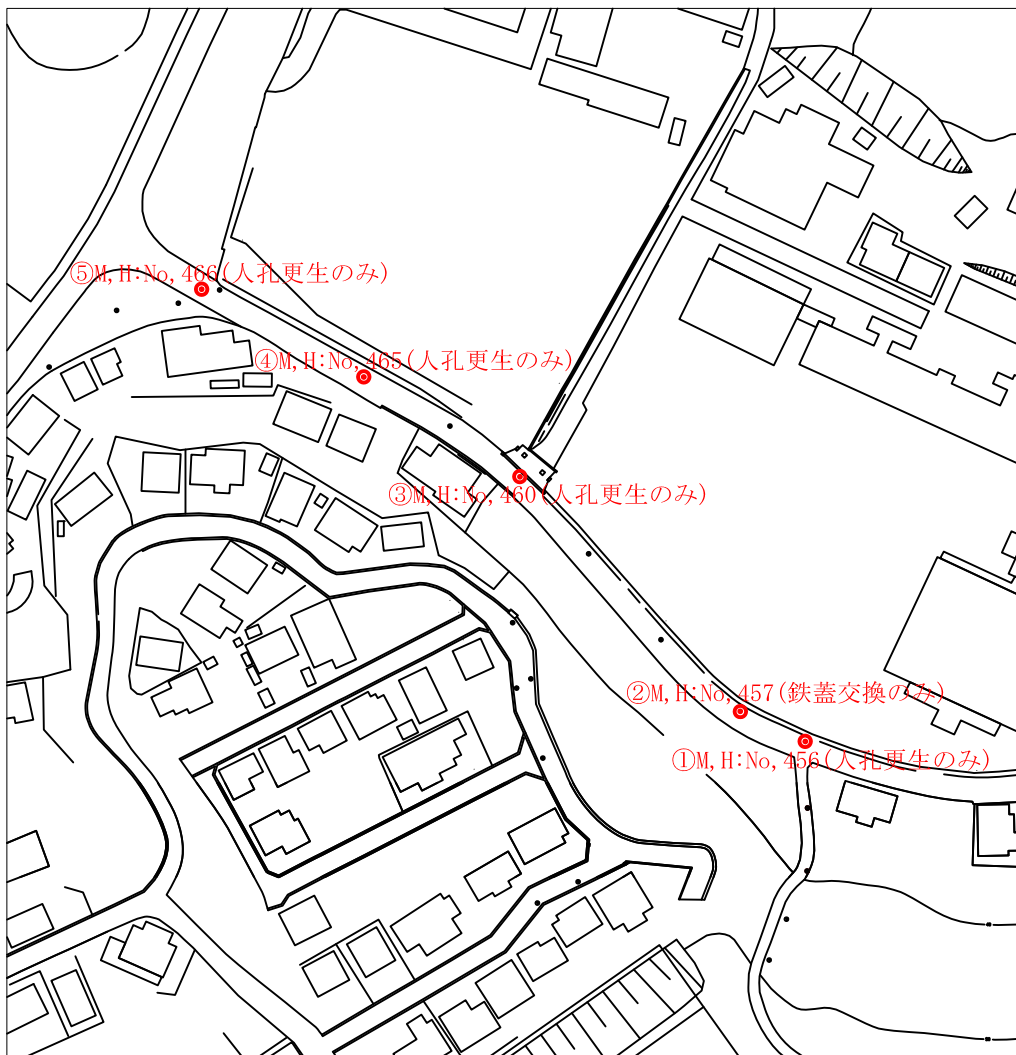 ⑤M,H:No,466(人孔更生のみ)
④M,H:No,465(人孔更生のみ)
③M,H:No,460(人孔更生のみ)
②M,H:No,457(鉄蓋交換のみ)
①M,H:No,456(人孔更生のみ)